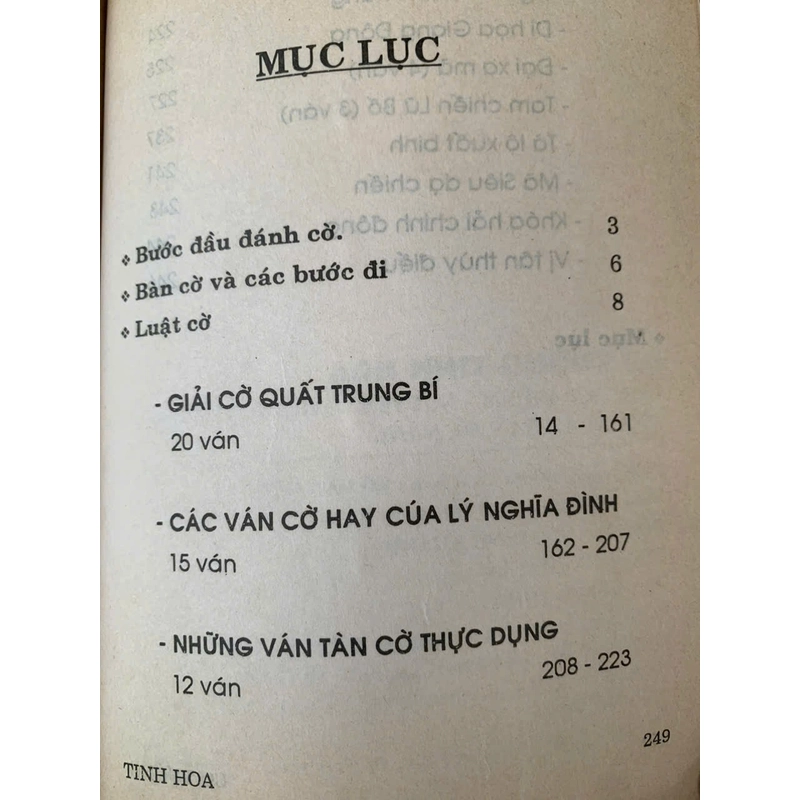 MỤC LỤC
❖ Bước đầu đánh cờ. 3
❖ Bàn cờ và các bước đi 6
❖ Luật cờ 8
- GIẢI CỜ QUẤT TRUNG BÍ
20 ván 14 - 161
- CÁC VÁN CỜ HAY CÚA LÝ NGHĨA ĐÌNH
15 ván 162 - 207
- NHỮNG VÁN TÀN CỜ THỰC DỤNG
12 ván 208 - 223
249
TINH HOA